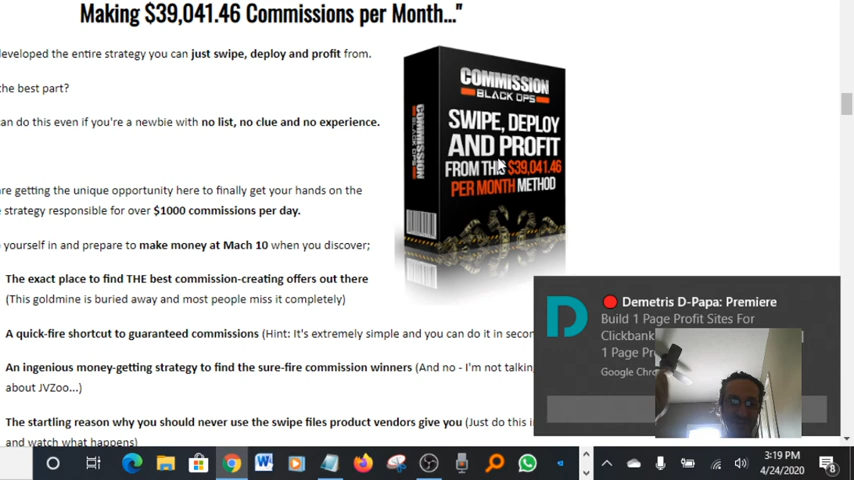 Making $39,041.46 Commissions per Month..."
developed the entire strategy you can just swipe, deploy and profit from.
the best part?
can do this even if you're a newbie with no list, no clue and no experience.
are getting the unique opportunity here to finally get your hands on the
strategy responsible for over $1000 commissions per day.
yourself in and prepare to make money at Mach 10 when you discover;
The exact place to find THE best commission-creating offers out there
(This goldmine is buried away and most people miss it completely)
A quick-fire shortcut to guaranteed commissions (Hint: It's extremely simple and you can do it in secon
An ingenious money-getting strategy to find the sure-fire commission winners (And no - I'm not talking
about JVZoo...)
The startling reason why you should never use the swipe files product vendors give you (Just do this in
and watch what happens)
COMMISSION
BLACK OPS
SWIPE, DEPLOY
AND PROFIT
FROM THIS $39,041.46
PER MONTH METHOD
COMMISSION
Demetris D-Papa: Premiere
Build 1 Page Profit Sites For
Clickbank
1 Page Pr
Google Chro
3:19 PM
4/24/2020
8